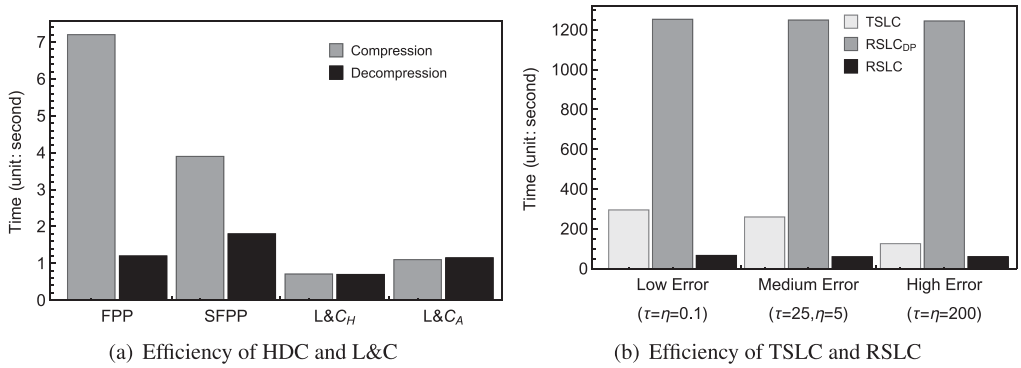 7
6
5
4
3
2
1
0
Time (unit: second)
Compression
Decompression
FPP
SFPP
L&C_H
L&C_A
(a) Efficiency of HDC and L&C
1200
1000
800
600
400
200
0
Time (unit: second)
TSLC
RSLC_DP
RSLC
Low Error
Medium Error
High Error
(τ=η=0.1)
(τ=25,η=5)
(τ=η=200)
(b) Efficiency of TSLC and RSLC